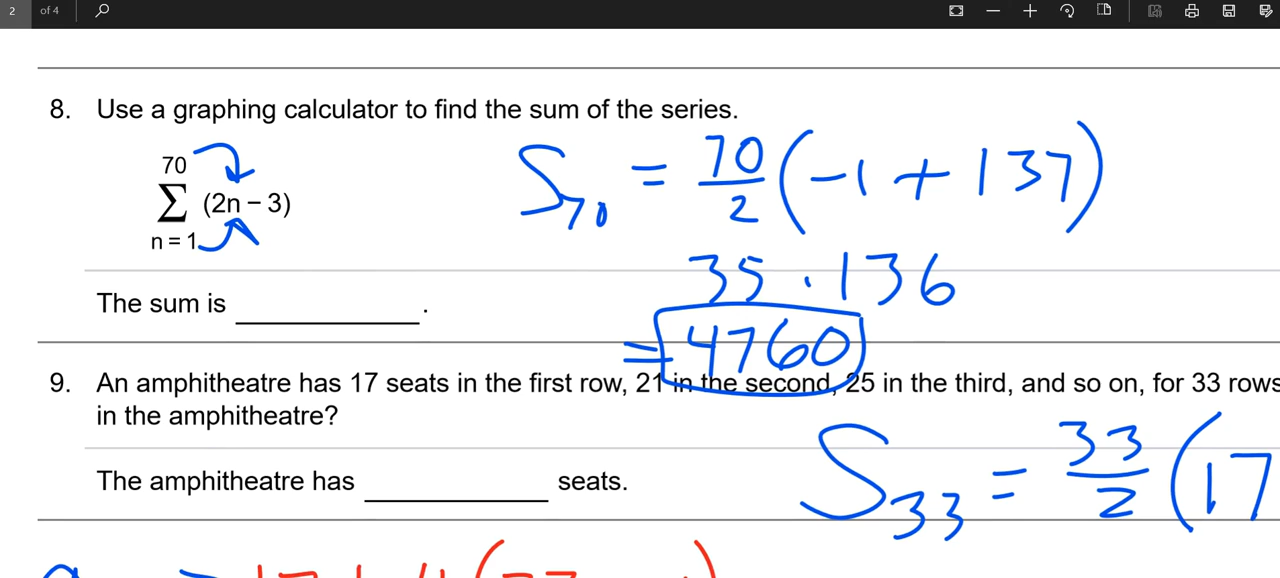 2 of 4
8. Use a graphing calculator to find the sum of the series.
70
Σ (2n − 3)
n = 1
S₇₀ = 70/2 (-1 + 137)
35 · 136
The sum is ____________.
= 4760
9. An amphitheatre has 17 seats in the first row, 21 in the second, 25 in the third, and so on, for 33 rows
in the amphitheatre?
S₃₃ = 33/2 (17
The amphitheatre has ____________ seats.